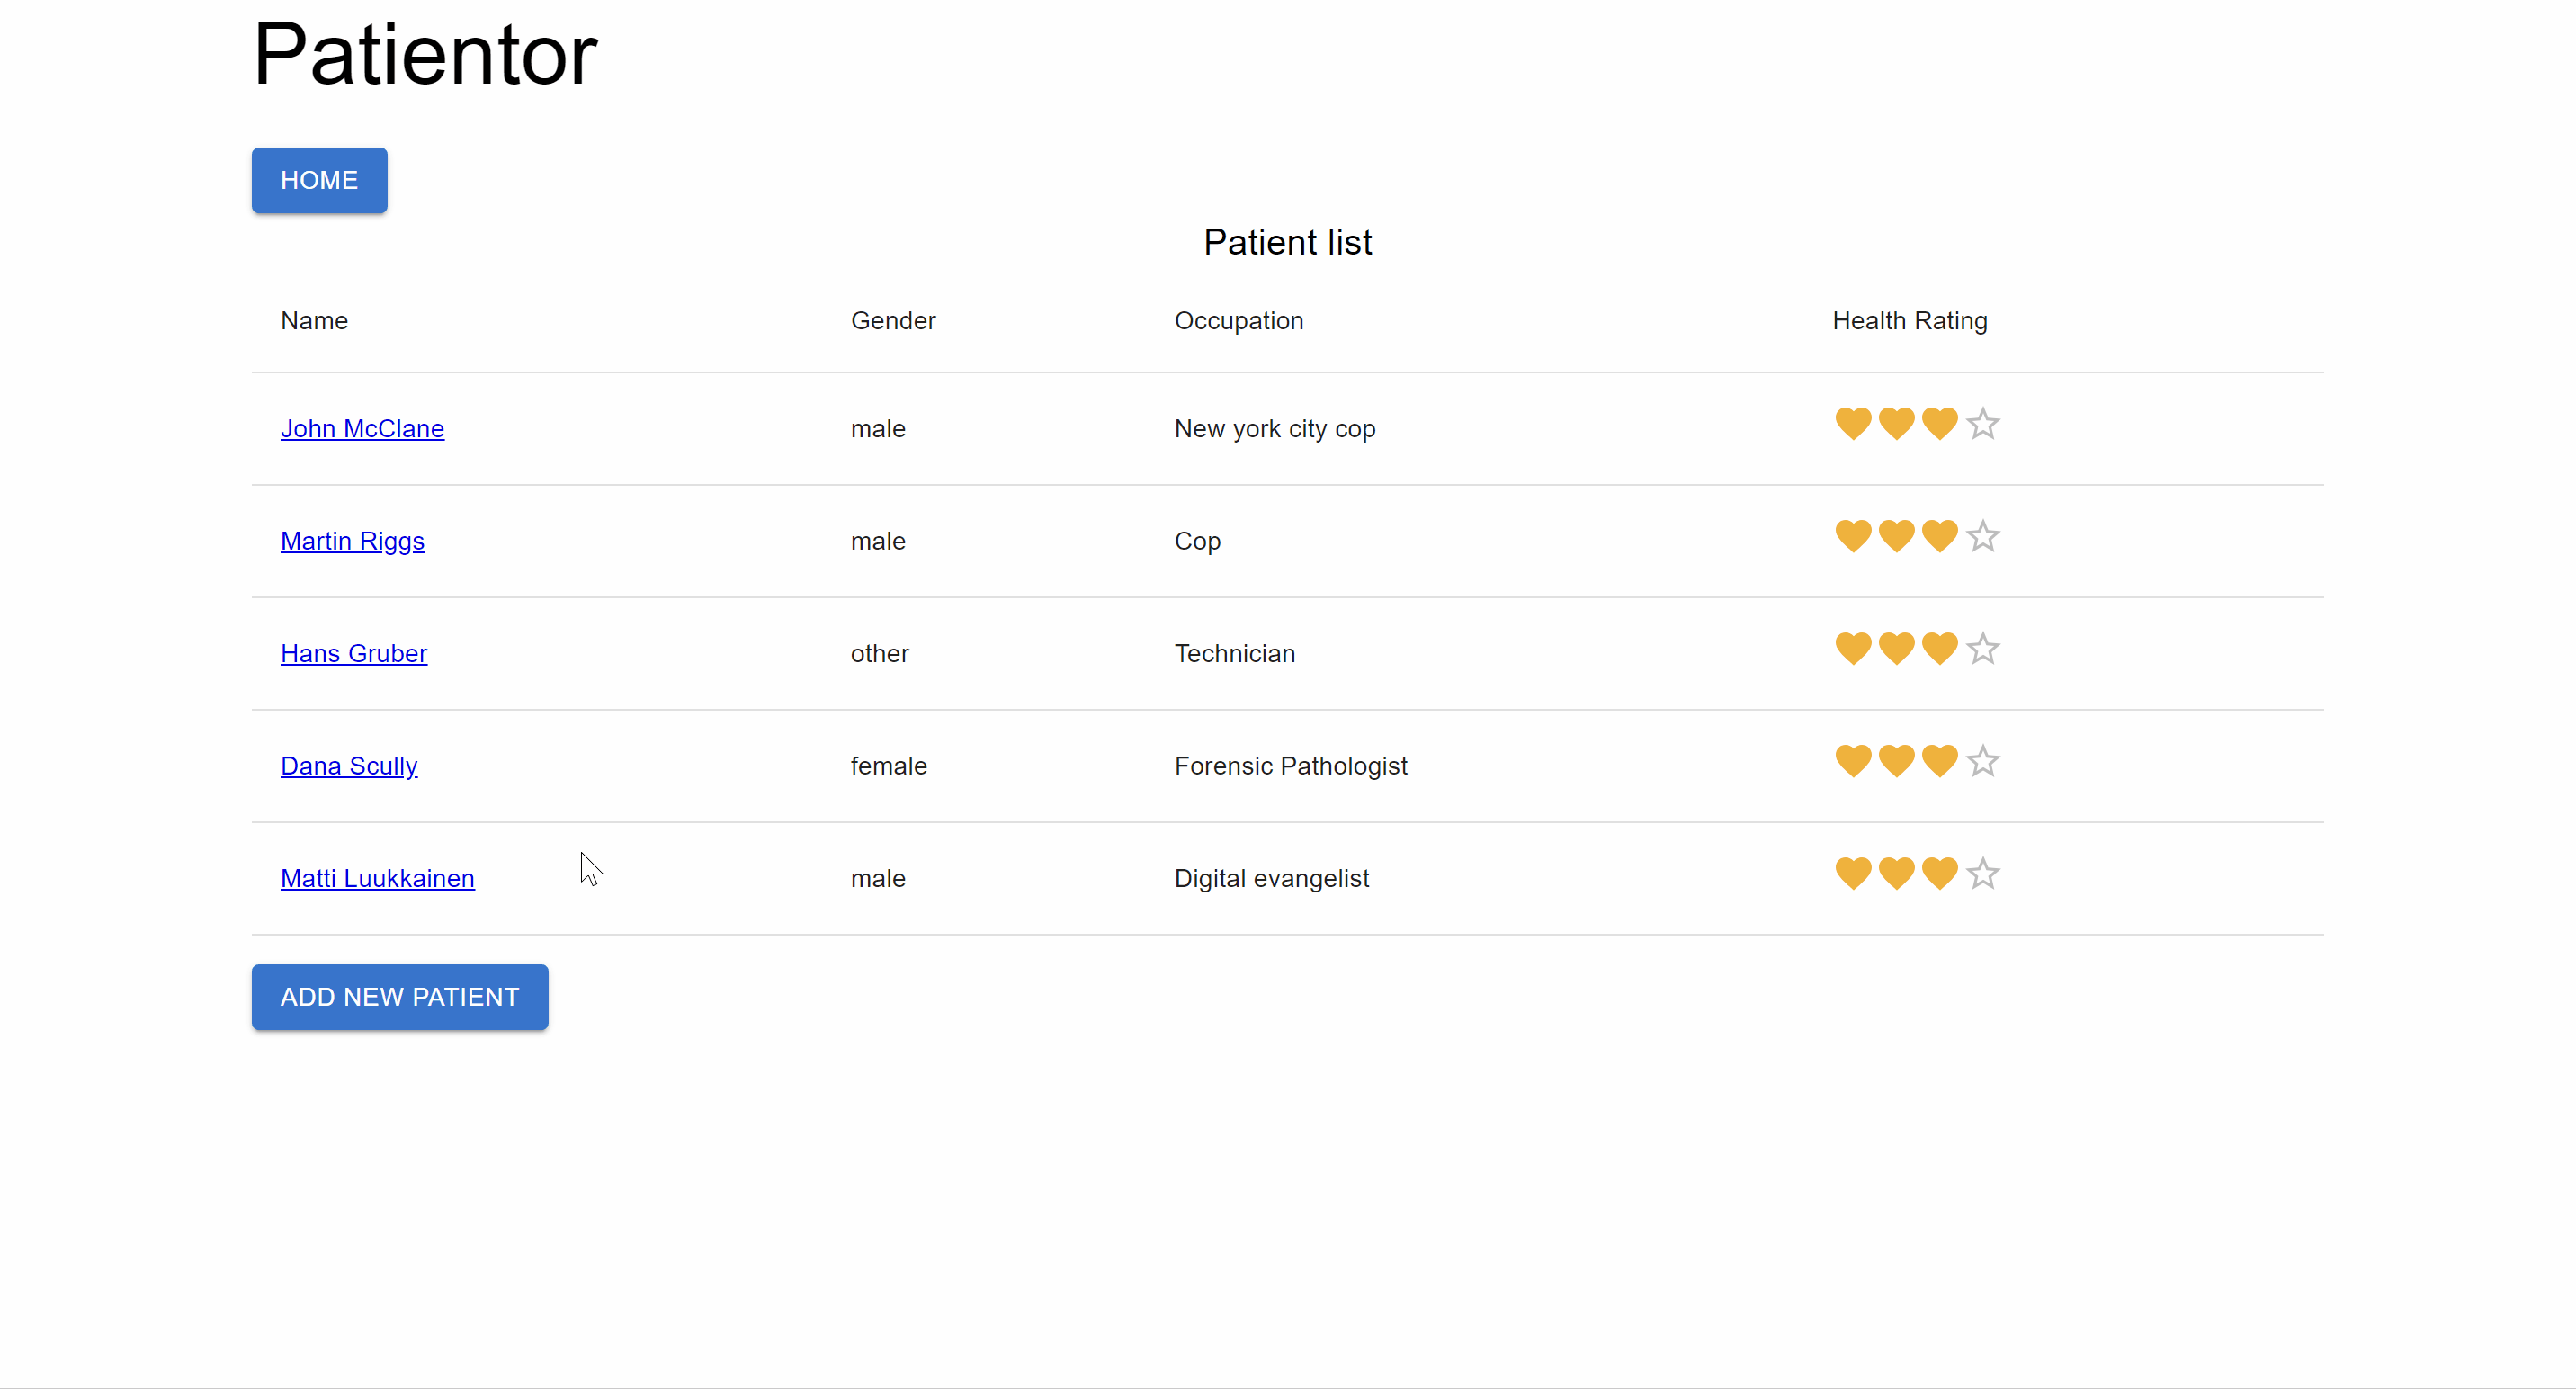 Patientor
HOME
Patient list
Name Gender Occupation Health Rating
John McClane male New york city cop
Martin Riggs male Cop
Hans Gruber other Technician
Dana Scully female Forensic Pathologist
Matti Luukkainen male Digital evangelist
ADD NEW PATIENT